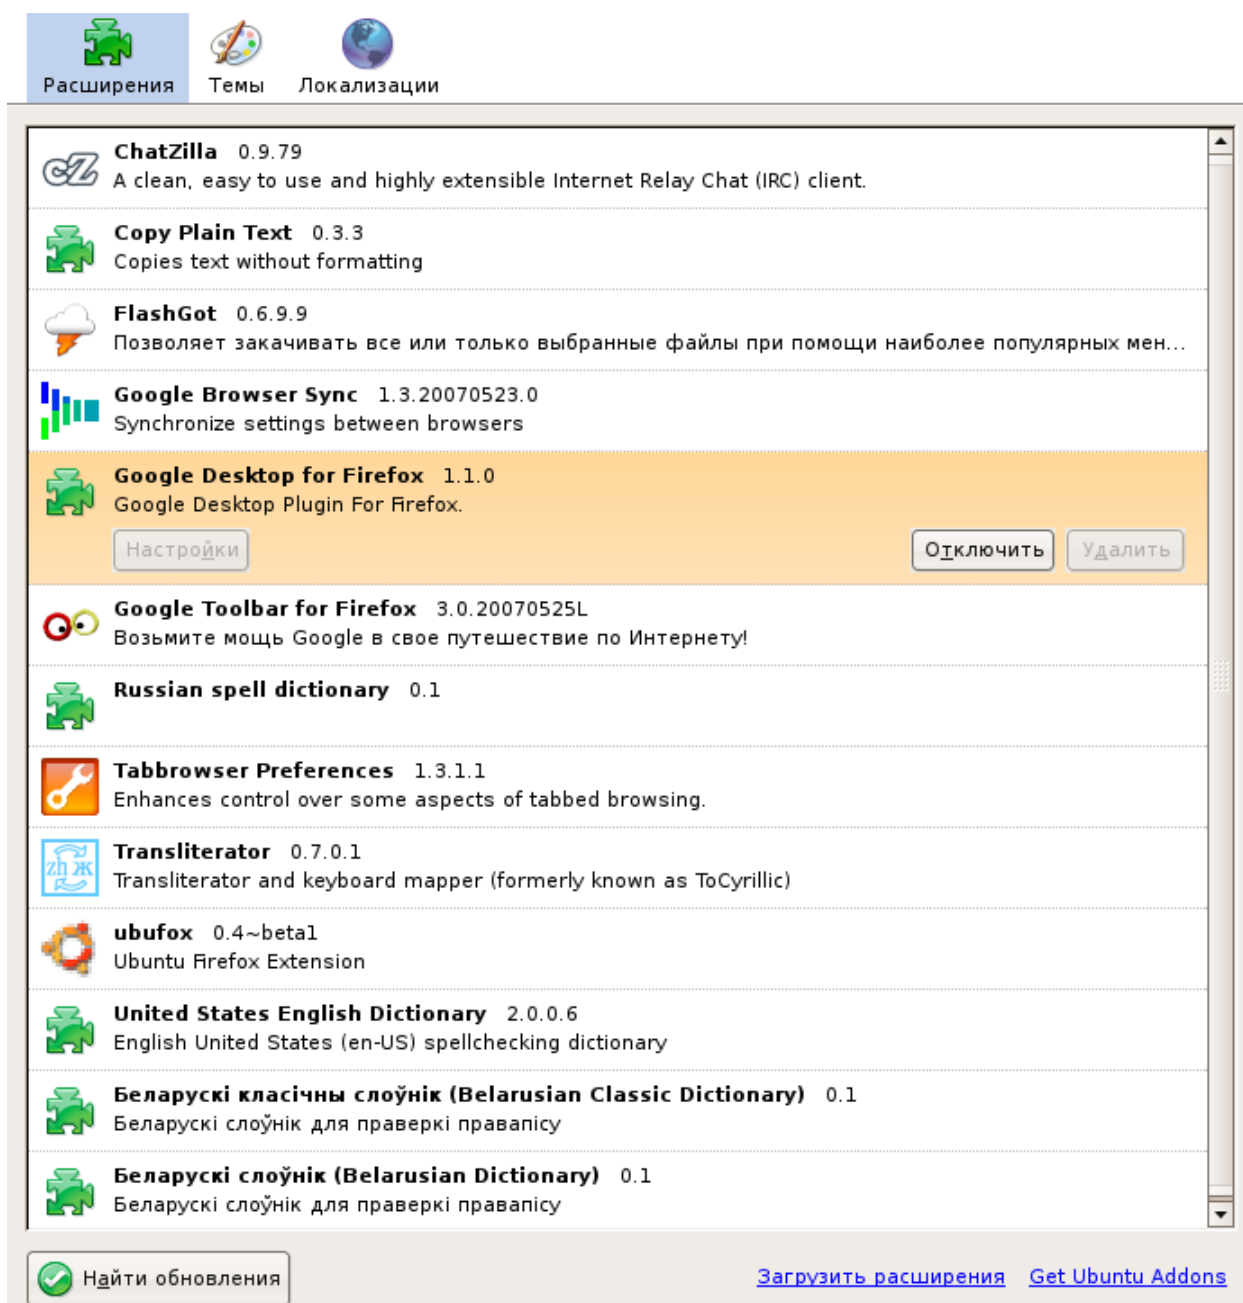 Расширения Темы Локализации
ChatZilla 0.9.79
cZ
A clean, easy to use and highly extensible Internet Relay Chat (IRC) client.
Copy Plain Text 0.3.3
Copies text without formatting
FlashGot 0.6.9.9
Позволяет закачивать все или только выбранные файлы при помощи наиболее популярных мен...
Google Browser Sync 1.3.20070523.0
Synchronize settings between browsers
Google Desktop for Firefox 1.1.0
Google Desktop Plugin For Firefox.
Настройки Отключить Удалить
Google Toolbar for Firefox 3.0.20070525L
Возьмите мощь Google в свое путешествие по Интернету!
Russian spell dictionary 0.1
Tabbrowser Preferences 1.3.1.1
Enhances control over some aspects of tabbed browsing.
Transliterator 0.7.0.1
zh ж
Transliterator and keyboard mapper (formerly known as ToCyrillic)
ubufox 0.4~beta1
Ubuntu Firefox Extension
United States English Dictionary 2.0.0.6
English United States (en-US) spellchecking dictionary
Беларускі класічны слоўнік (Belarusian Classic Dictionary) 0.1
Беларускі слоўнік для праверкі правапісу
Беларускі слоўнік (Belarusian Dictionary) 0.1
Беларускі слоўнік для праверкі правапісу
Найти обновления Загрузить расширения Get Ubuntu Addons